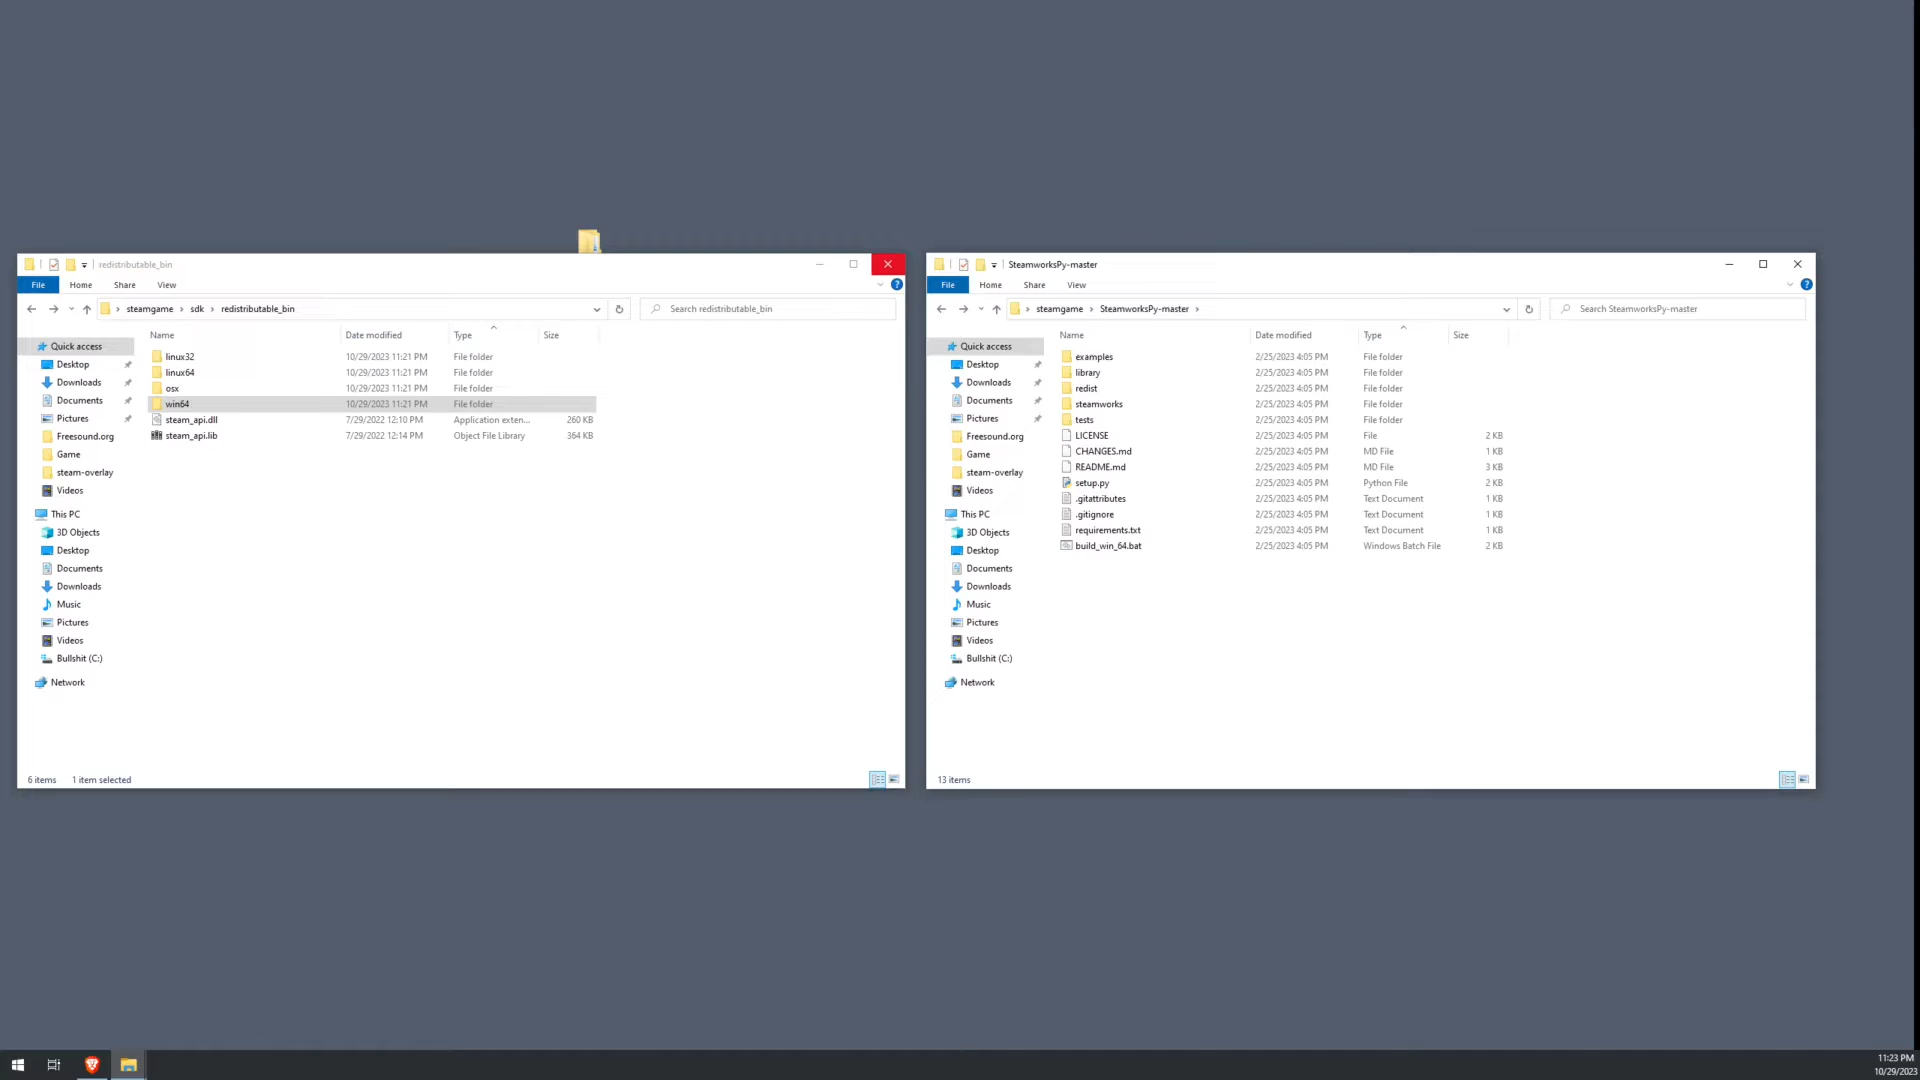 redistributable_bin
File Home Share View
steamgame sdk redistributable_bin
Search redistributable_bin
Name Date modified Type Size
Quick access
Desktop
Downloads
Documents
Pictures
Freesound.org
Game
steam-overlay
Videos
This PC
3D Objects
Desktop
Documents
Downloads
Music
Pictures
Videos
Bullshit (C:)
Network
linux32 10/29/2023 11:21 PM File folder
linux64 10/29/2023 11:21 PM File folder
osx 10/29/2023 11:21 PM File folder
win64 10/29/2023 11:21 PM File folder
steam_api.dll 7/29/2022 12:10 PM Application exten... 260 KB
steam_api.lib 7/29/2022 12:14 PM Object File Library 364 KB
6 items 1 item selected
SteamworksPy-master
File Home Share View
steamgame SteamworksPy-master
Search SteamworksPy-master
Name Date modified Type Size
Quick access
Desktop
Downloads
Documents
Pictures
Freesound.org
Game
steam-overlay
Videos
This PC
3D Objects
Desktop
Documents
Downloads
Music
Pictures
Videos
Bullshit (C:)
Network
examples 2/25/2023 4:05 PM File folder
library 2/25/2023 4:05 PM File folder
redist 2/25/2023 4:05 PM File folder
steamworks 2/25/2023 4:05 PM File folder
tests 2/25/2023 4:05 PM File folder
LICENSE 2/25/2023 4:05 PM File 2 KB
CHANGES.md 2/25/2023 4:05 PM MD File 1 KB
README.md 2/25/2023 4:05 PM MD File 3 KB
setup.py 2/25/2023 4:05 PM Python File 2 KB
.gitattributes 2/25/2023 4:05 PM Text Document 1 KB
.gitignore 2/25/2023 4:05 PM Text Document 1 KB
requirements.txt 2/25/2023 4:05 PM Text Document 1 KB
build_win_64.bat 2/25/2023 4:05 PM Windows Batch File 2 KB
13 items
11:23 PM
10/29/2023